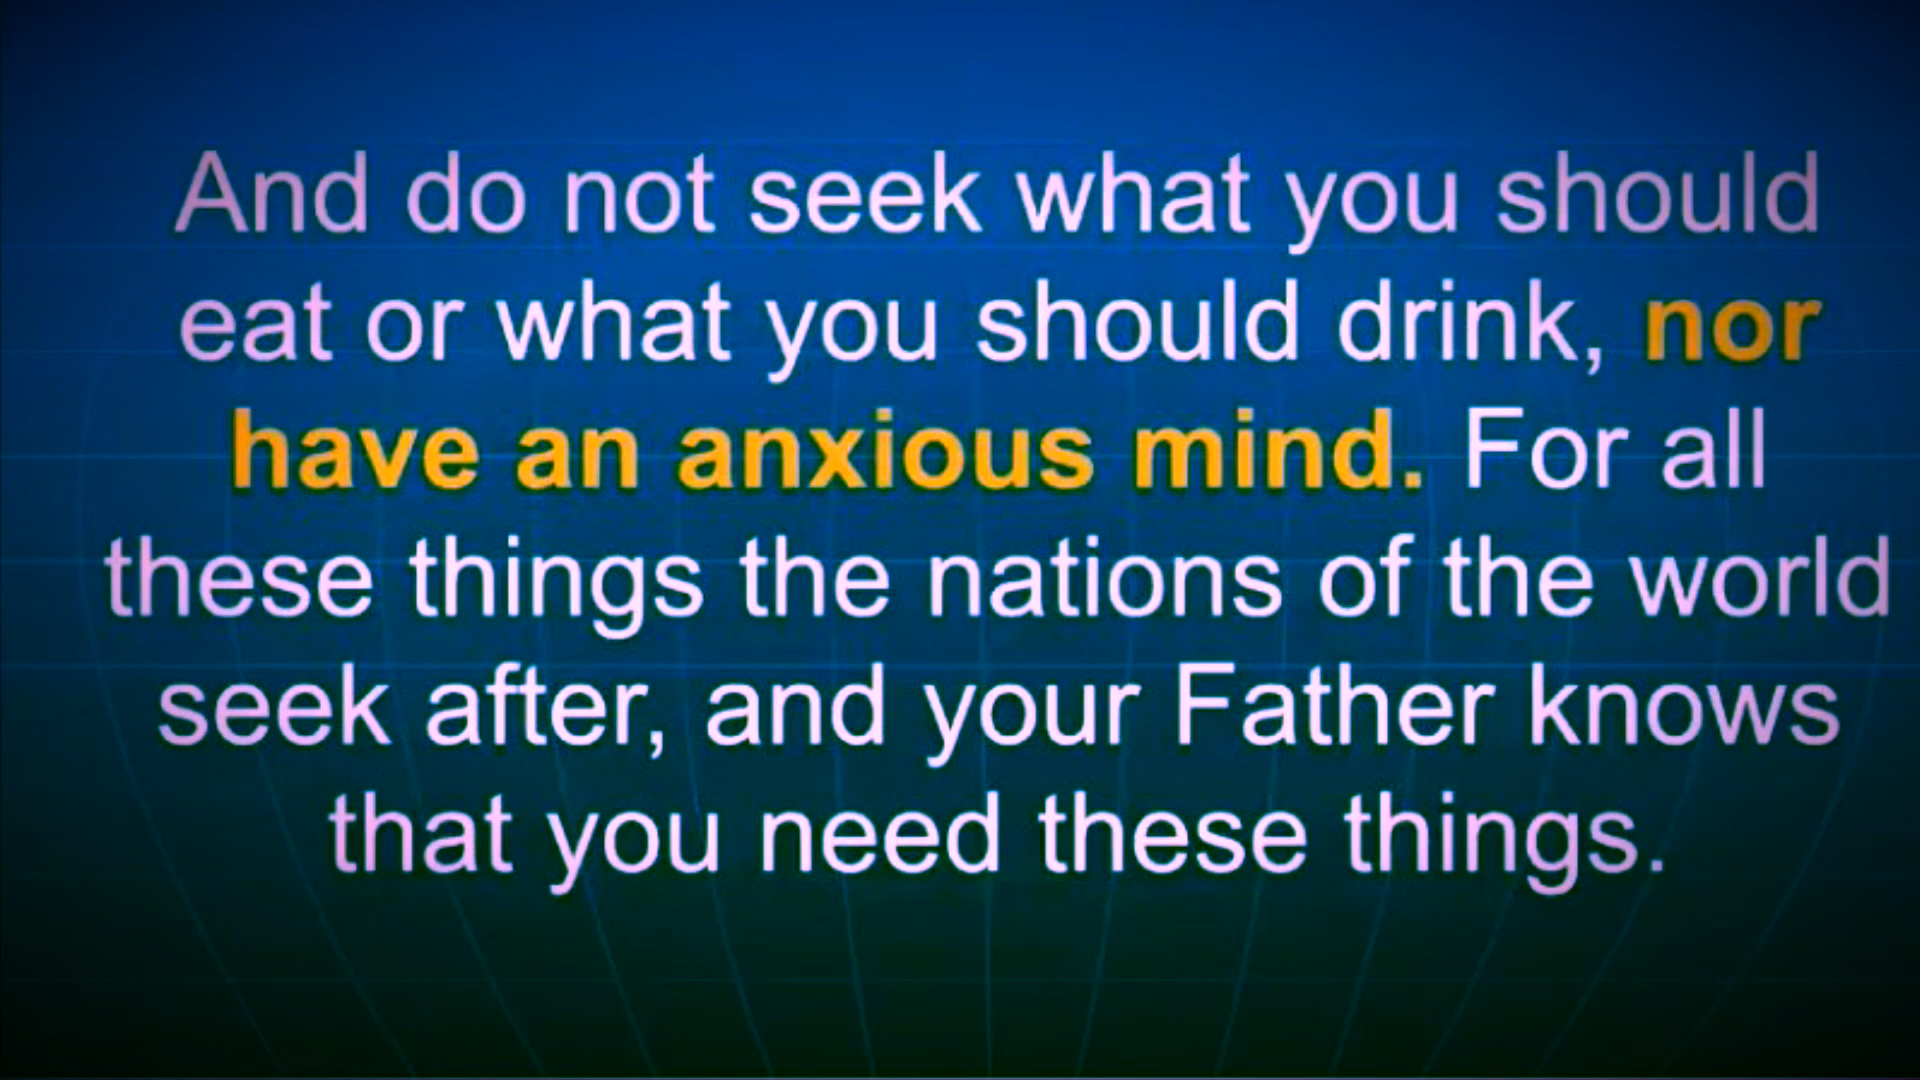 And do not seek what you should
eat or what you should drink, nor
have an anxious mind. For all
these things the nations of the world
seek after, and your Father knows
that you need these things.